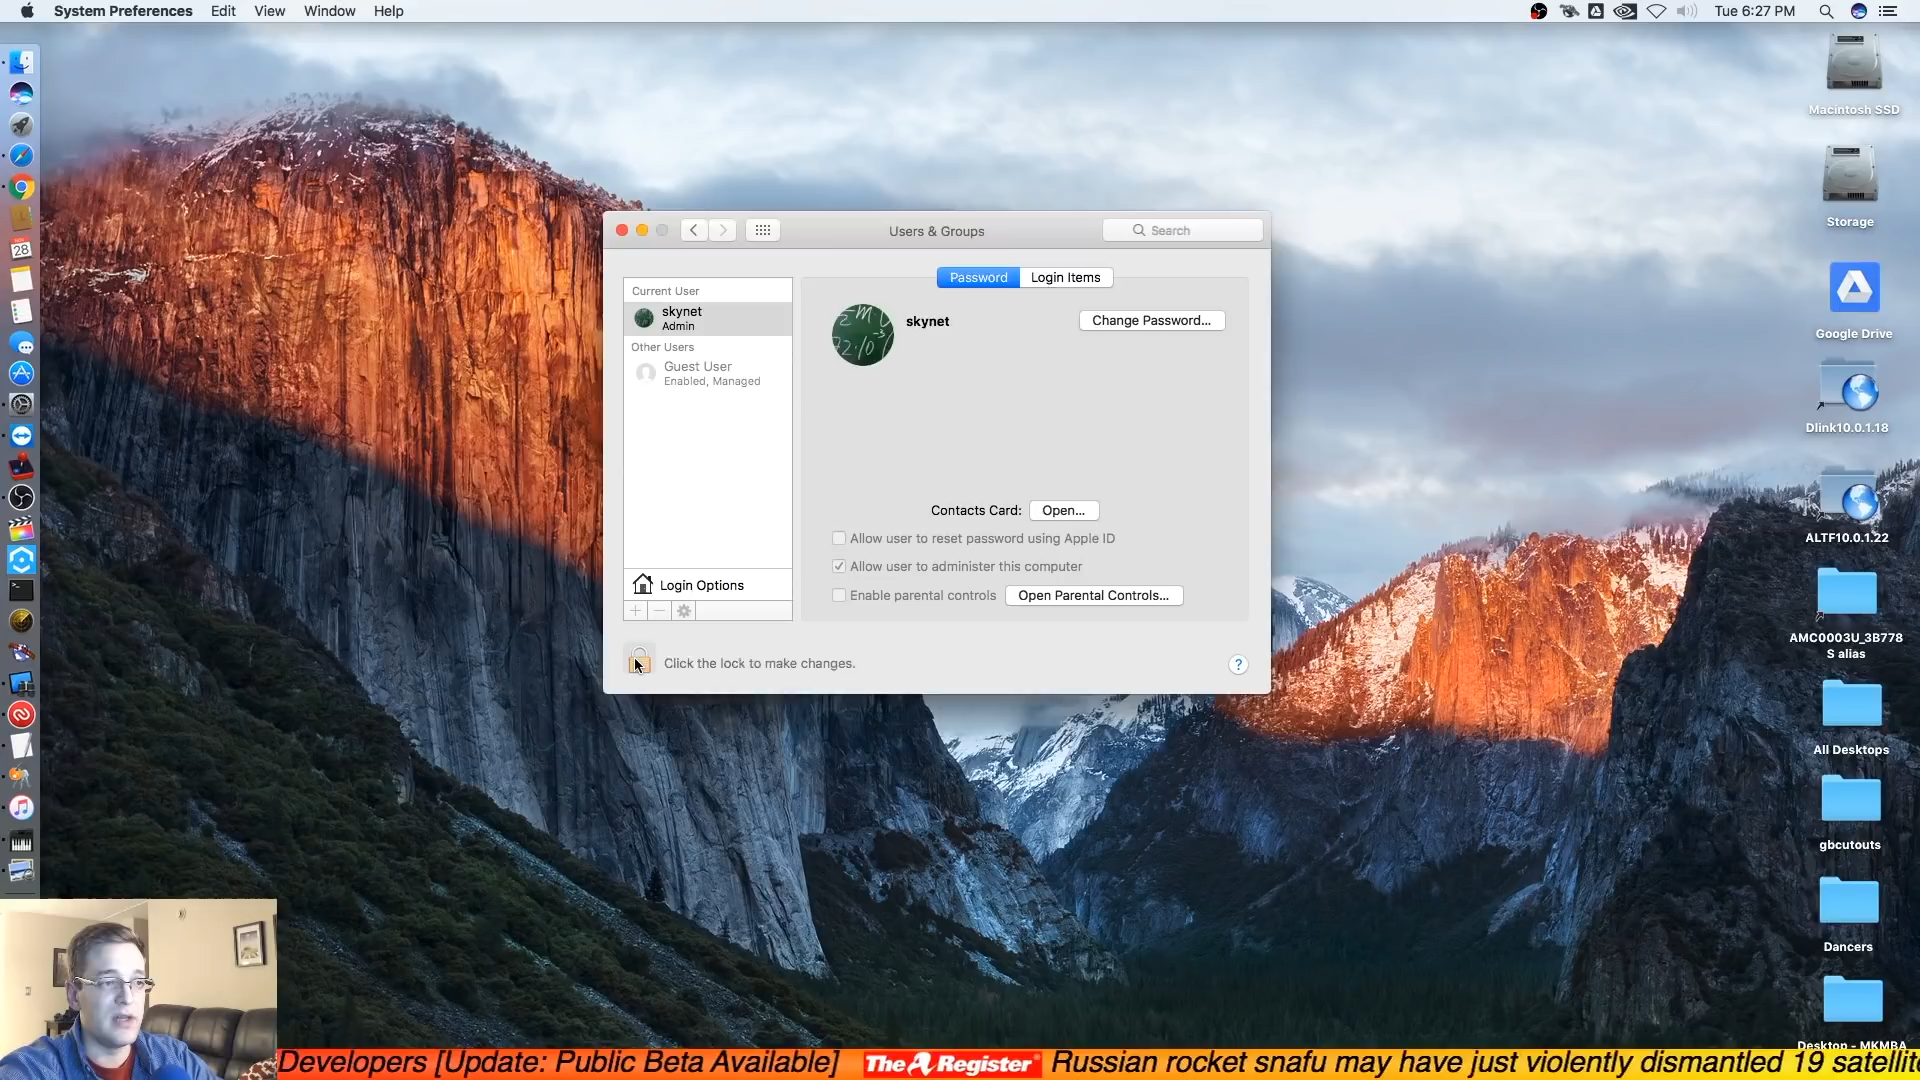 System Preferences Edit View Window Help
Tue 6:27 PM
Users & Groups
Search
Password
Login Items
Current User
skynet
Admin
Other Users
Guest User
Enabled, Managed
Login Options
skynet
Change Password...
Contacts Card:
Open...
Allow user to reset password using Apple ID
Allow user to administer this computer
Enable parental controls
Open Parental Controls...
Click the lock to make changes.
?
28
Macintosh SSD
Storage
Google Drive
Dlink10.0.1.18
ALTF10.0.1.22
AMC0003U_3B778
S alias
All Desktops
gbcutouts
Dancers
Desktop - MKMBA
Developers [Update: Public Beta Available] The Register Russian rocket snafu may have just violently dismantled 19 satellit